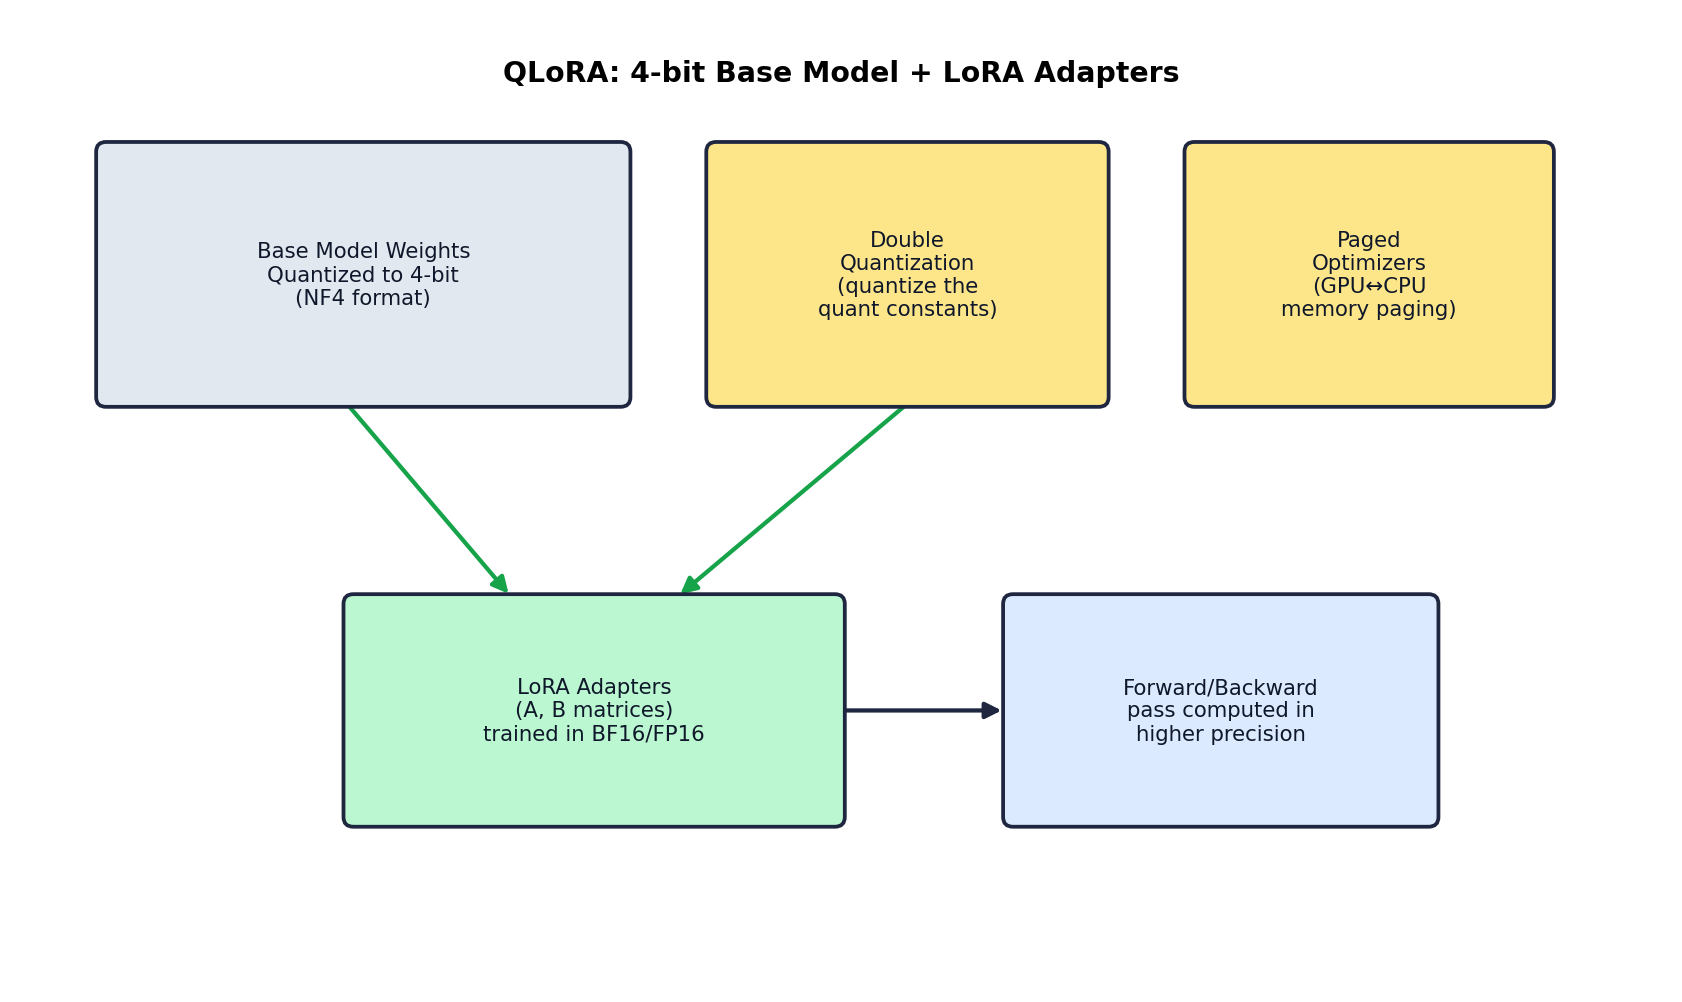 QLoRA: 4-bit Base Model + LoRA Adapters
Base Model Weights
Quantized to 4-bit
(NF4 format)
Double
Quantization
(quantize the
quant constants)
Paged
Optimizers
(GPU↔CPU
memory paging)
LoRA Adapters
(A, B matrices)
trained in BF16/FP16
Forward/Backward
pass computed in
higher precision